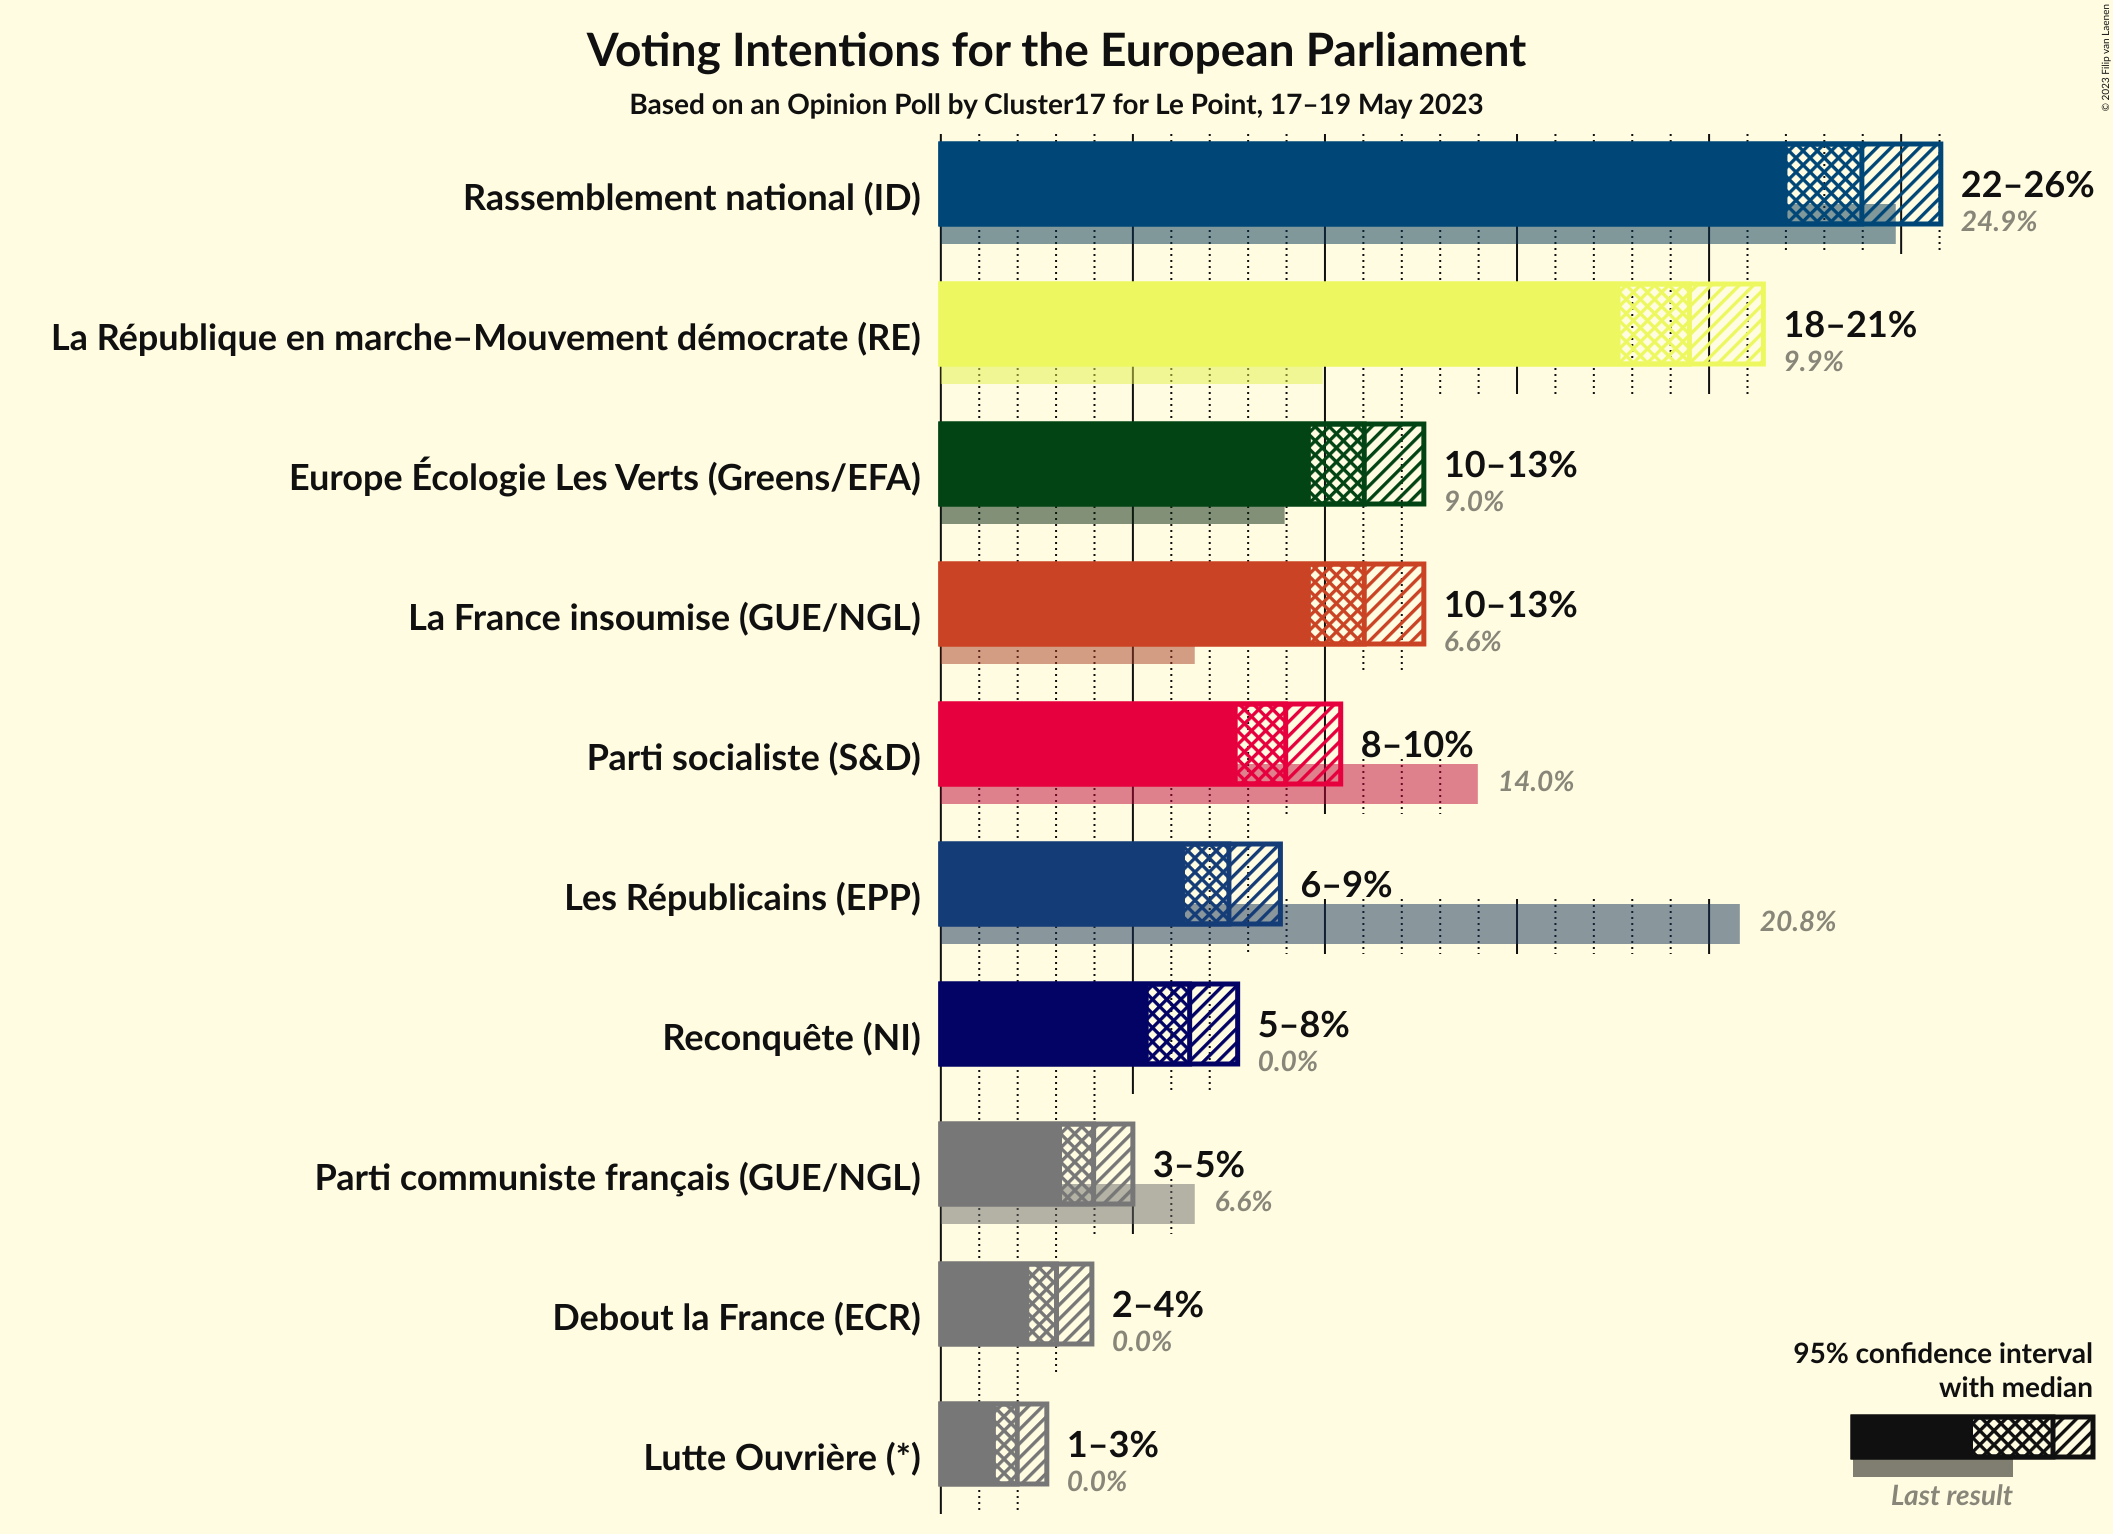 Voting Intentions for the European Parliament
Based on an Opinion Poll by Cluster17 for Le Point, 17–19 May 2023
© 2023 Filip van Laenen
Rassemblement national (ID)
22–26%
24.9%
La République en marche–Mouvement démocrate (RE)
18–21%
9.9%
Europe Écologie Les Verts (Greens/EFA)
10–13%
9.0%
La France insoumise (GUE/NGL)
10–13%
6.6%
Parti socialiste (S&D)
8–10%
14.0%
Les Républicains (EPP)
6–9%
20.8%
Reconquête (NI)
5–8%
0.0%
Parti communiste français (GUE/NGL)
3–5%
6.6%
Debout la France (ECR)
2–4%
0.0%
Lutte Ouvrière (*)
1–3%
0.0%
95% confidence interval
with median
Last result